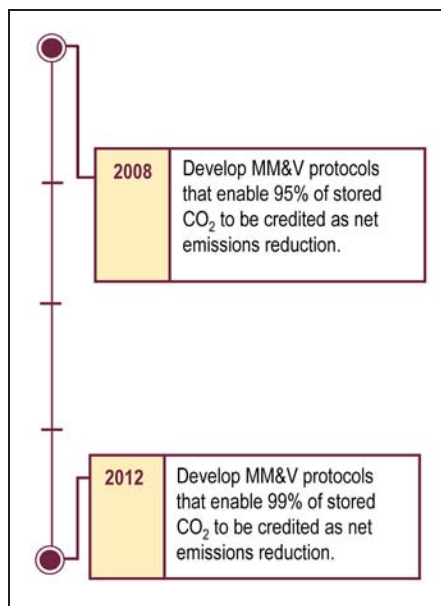 2008
Develop MM&V protocols
that enable 95% of stored
CO₂ to be credited as net
emissions reduction.
2012
Develop MM&V protocols
that enable 99% of stored
CO₂ to be credited as net
emissions reduction.